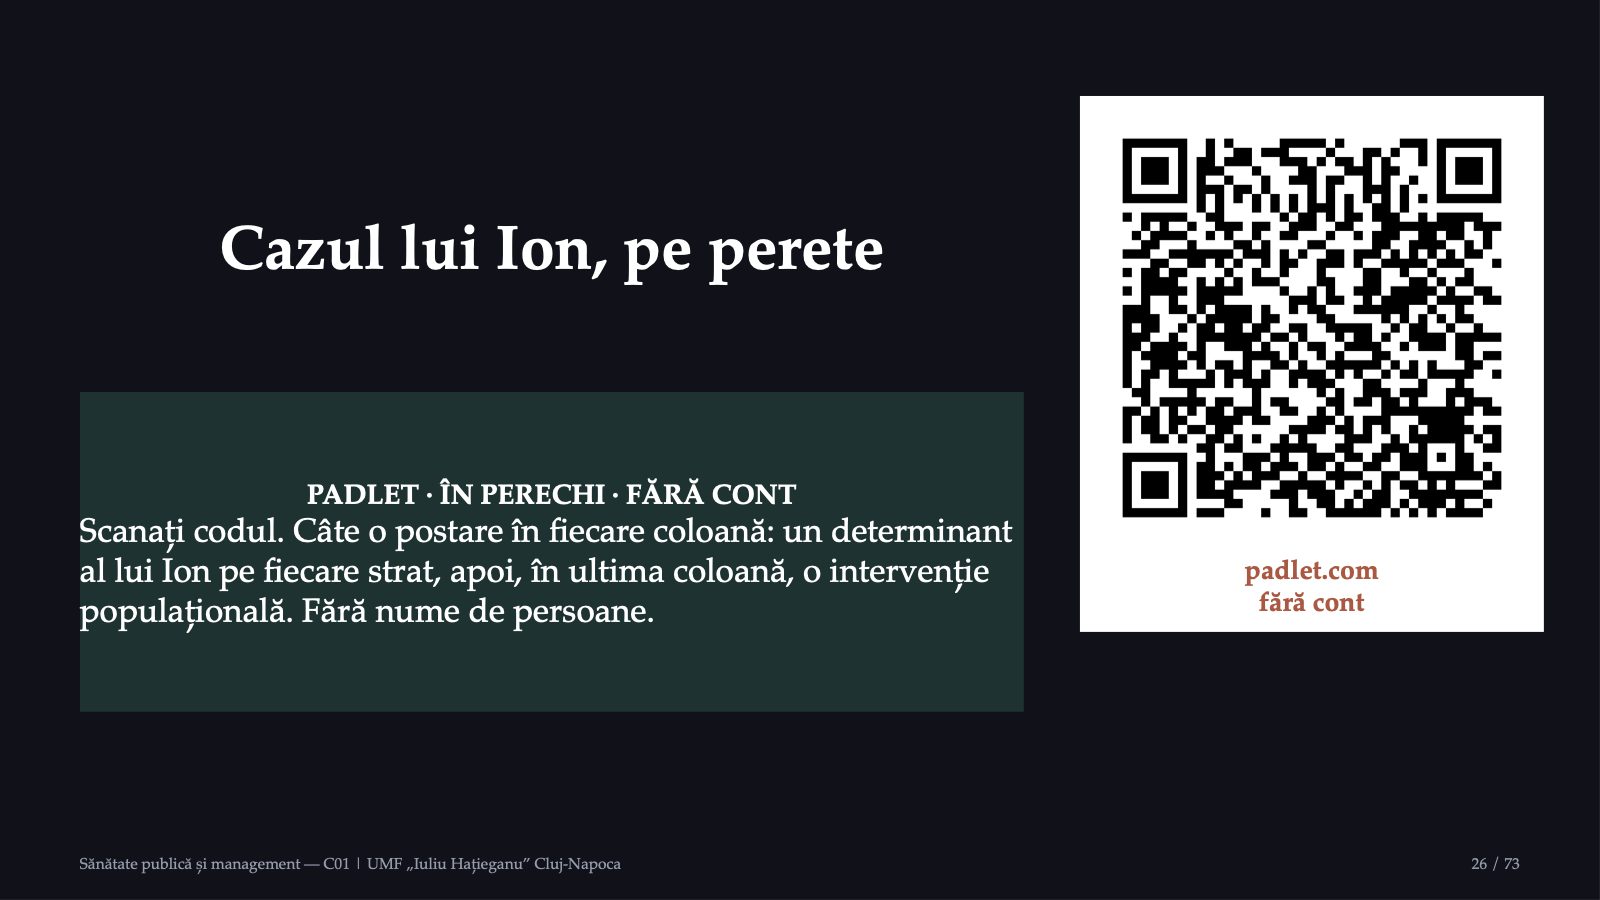 Cazul lui Ion, pe perete
PADLET · ÎN PERECHI · FĂRĂ CONT
Scanați codul. Câte o postare în fiecare coloană: un determinant
al lui Ion pe fiecare strat, apoi, în ultima coloană, o intervenție
populațională. Fără nume de persoane.
padlet.com
fără cont
Sănătate publică și management — C01 | UMF „Iuliu Hațieganu” Cluj-Napoca
26 / 73